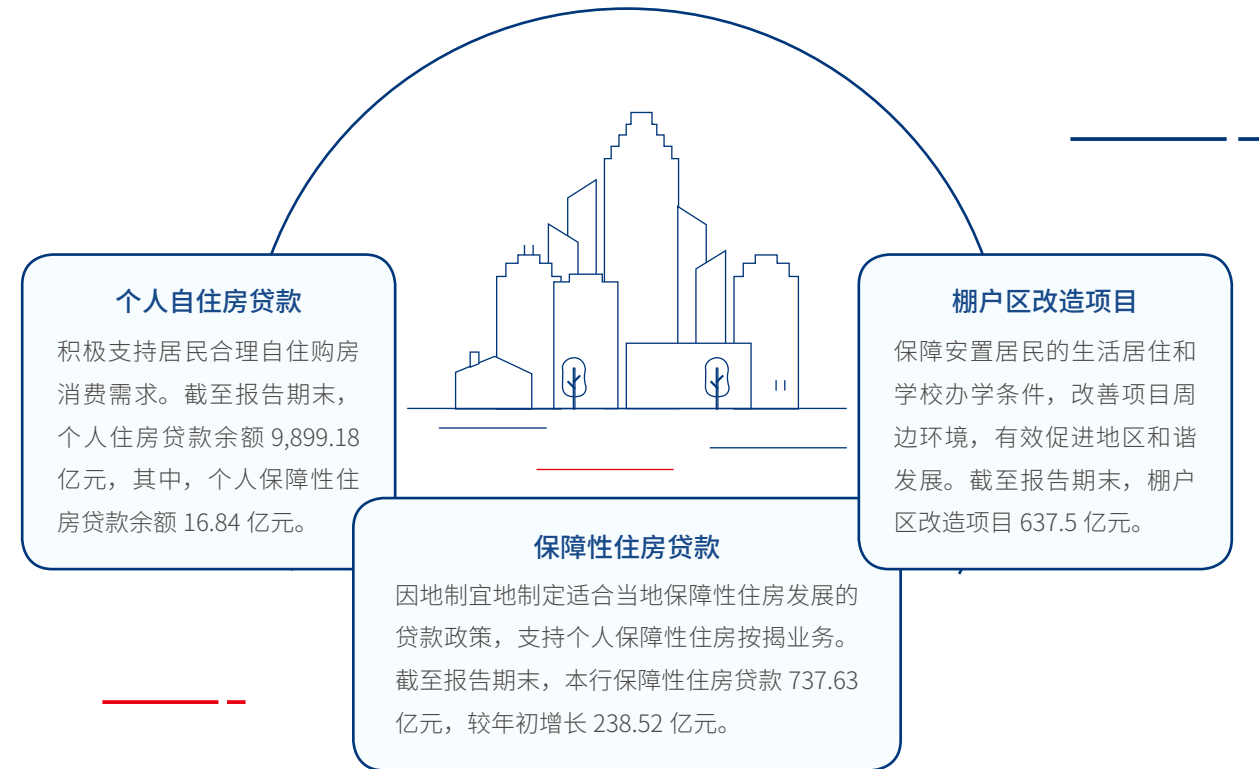 个人自住房贷款
积极支持居民合理自住购房
消费需求。截至报告期末，
个人住房贷款余额 9,899.18
亿元，其中，个人保障性住
房贷款余额 16.84 亿元。
保障性住房贷款
因地制宜地制定适合当地保障性住房发展的
贷款政策，支持个人保障性住房按揭业务。
截至报告期末，本行保障性住房贷款 737.63
亿元，较年初增长 238.52 亿元。
棚户区改造项目
保障安置居民的生活居住和
学校办学条件，改善项目周
边环境，有效促进地区和谐
发展。截至报告期末，棚户
区改造项目 637.5 亿元。